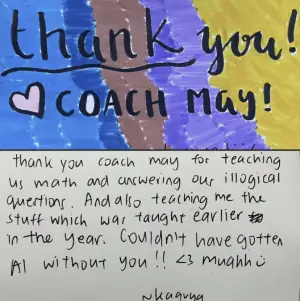 thank you!
COACH May!
thank you coach may for teaching
us math and answering our illogical
questions. And also teaching me the
stuff which was taught earlier
in the year. Couldn't have gotten
A1 without you!! <3 muahh